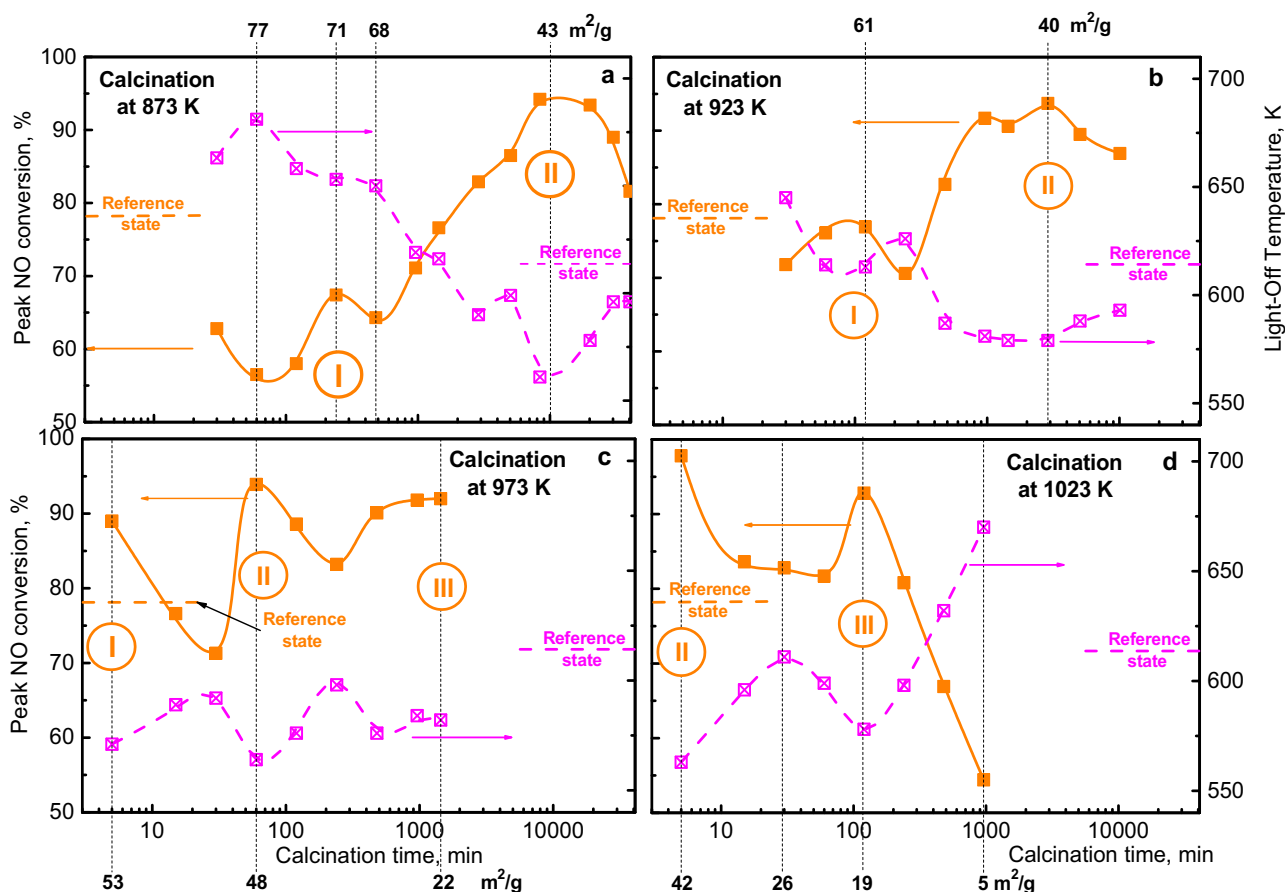 77 71 68 43 m²/g 61 40 m²/g
Peak NO conversion, %
100
90
80
70
60
50
Calcination
at 873 K
a
Reference
state
I
II
Reference
state
Calcination
at 923 K
b
Reference
state
I
II
Reference
state
700
650
600
550
Light-Off Temperature, K
Peak NO conversion, %
100
90
80
70
60
50
Calcination
at 973 K
c
I
II
III
Reference
state
Reference
state
Calcination
at 1023 K
d
Reference
state
II
III
Reference
state
700
650
600
550
10 100 1000 10000 10 100 1000 10000
Calcination time, min Calcination time, min
53 48 22 m²/g 42 26 19 5 m²/g